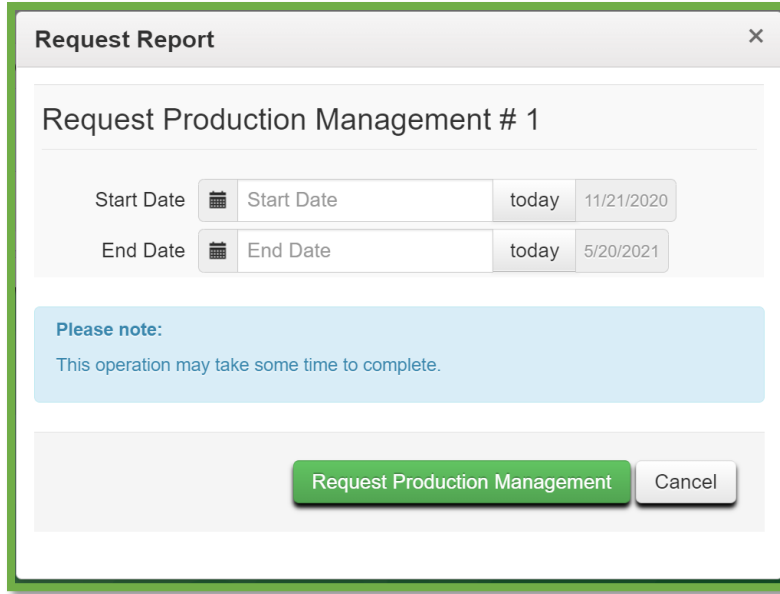 Request Report ×
Request Production Management # 1
Start Date Start Date today 11/21/2020
End Date End Date today 5/20/2021
Please note:
This operation may take some time to complete.
Request Production Management Cancel